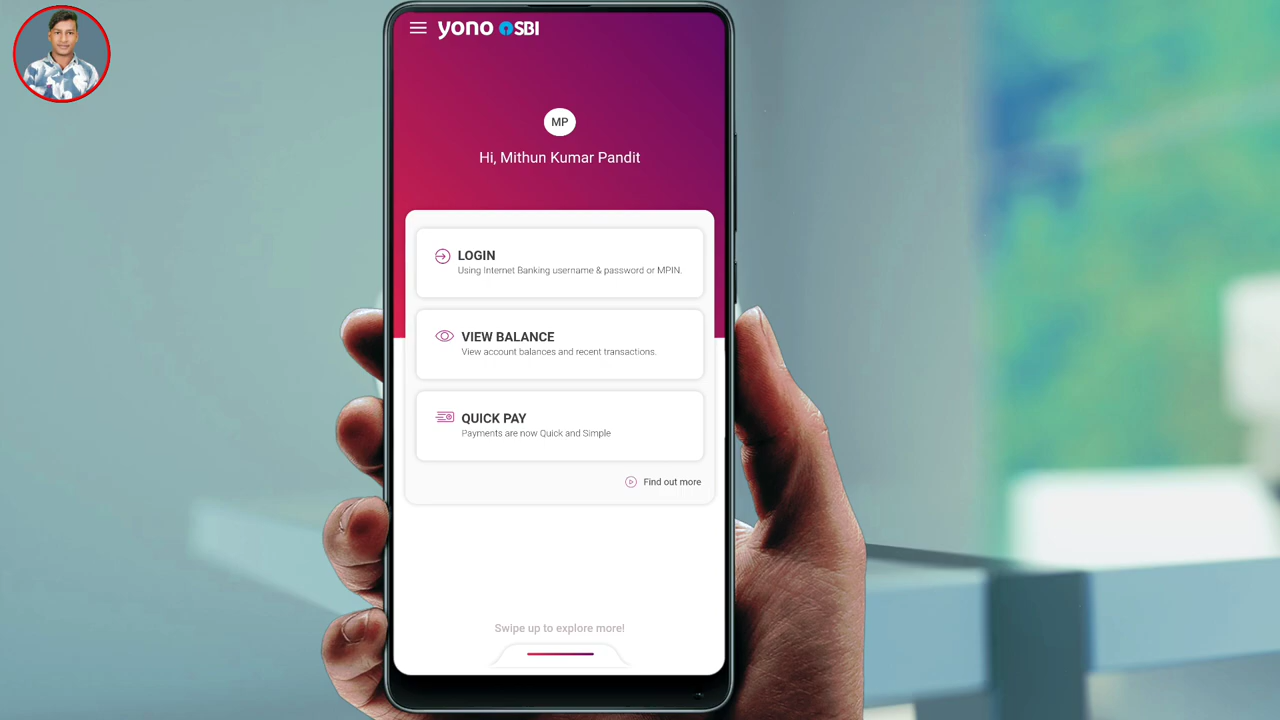 yono SBI
MP
Hi, Mithun Kumar Pandit
LOGIN
Using Internet Banking username & password or MPIN.
VIEW BALANCE
View account balances and recent transactions.
QUICK PAY
Payments are now Quick and Simple
Find out more
Swipe up to explore more!